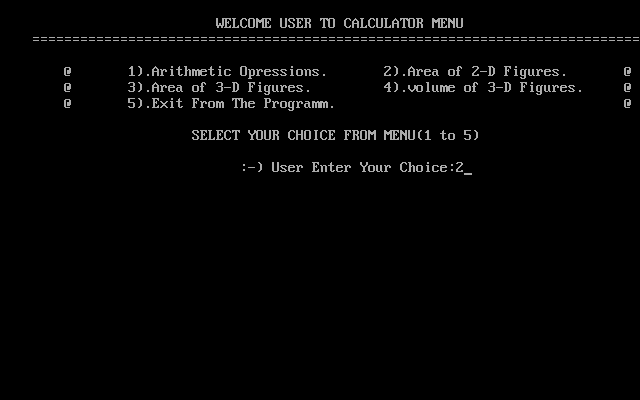 WELCOME USER TO CALCULATOR MENU
=============================================================================
@ 1).Arithmetic Opressions. 2).Area of 2-D Figures. @
@ 3).Area of 3-D Figures. 4).volume of 3-D Figures. @
@ 5).Exit From The Programm. @
SELECT YOUR CHOICE FROM MENU(1 to 5)
:-) User Enter Your Choice:2_